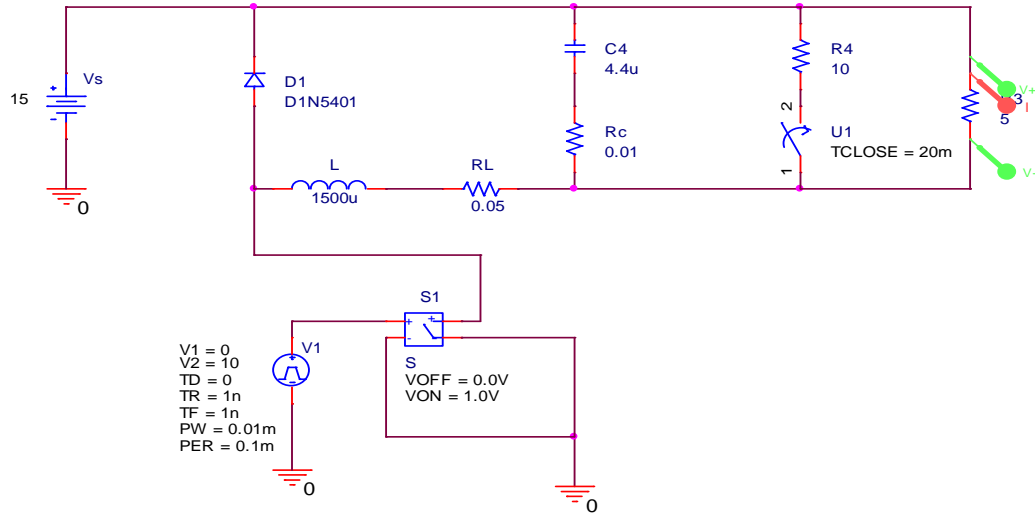 15
Vs
0
D1
D1N5401
C4
4.4u
Rc
0.01
R4
10
2
U1
TCLOSE = 20m
1
V+
I
3
5
V-
L
1500u
RL
0.05
S1
S
VOFF = 0.0V
VON = 1.0V
V1
V1 = 0
V2 = 10
TD = 0
TR = 1n
TF = 1n
PW = 0.01m
PER = 0.1m
0
0